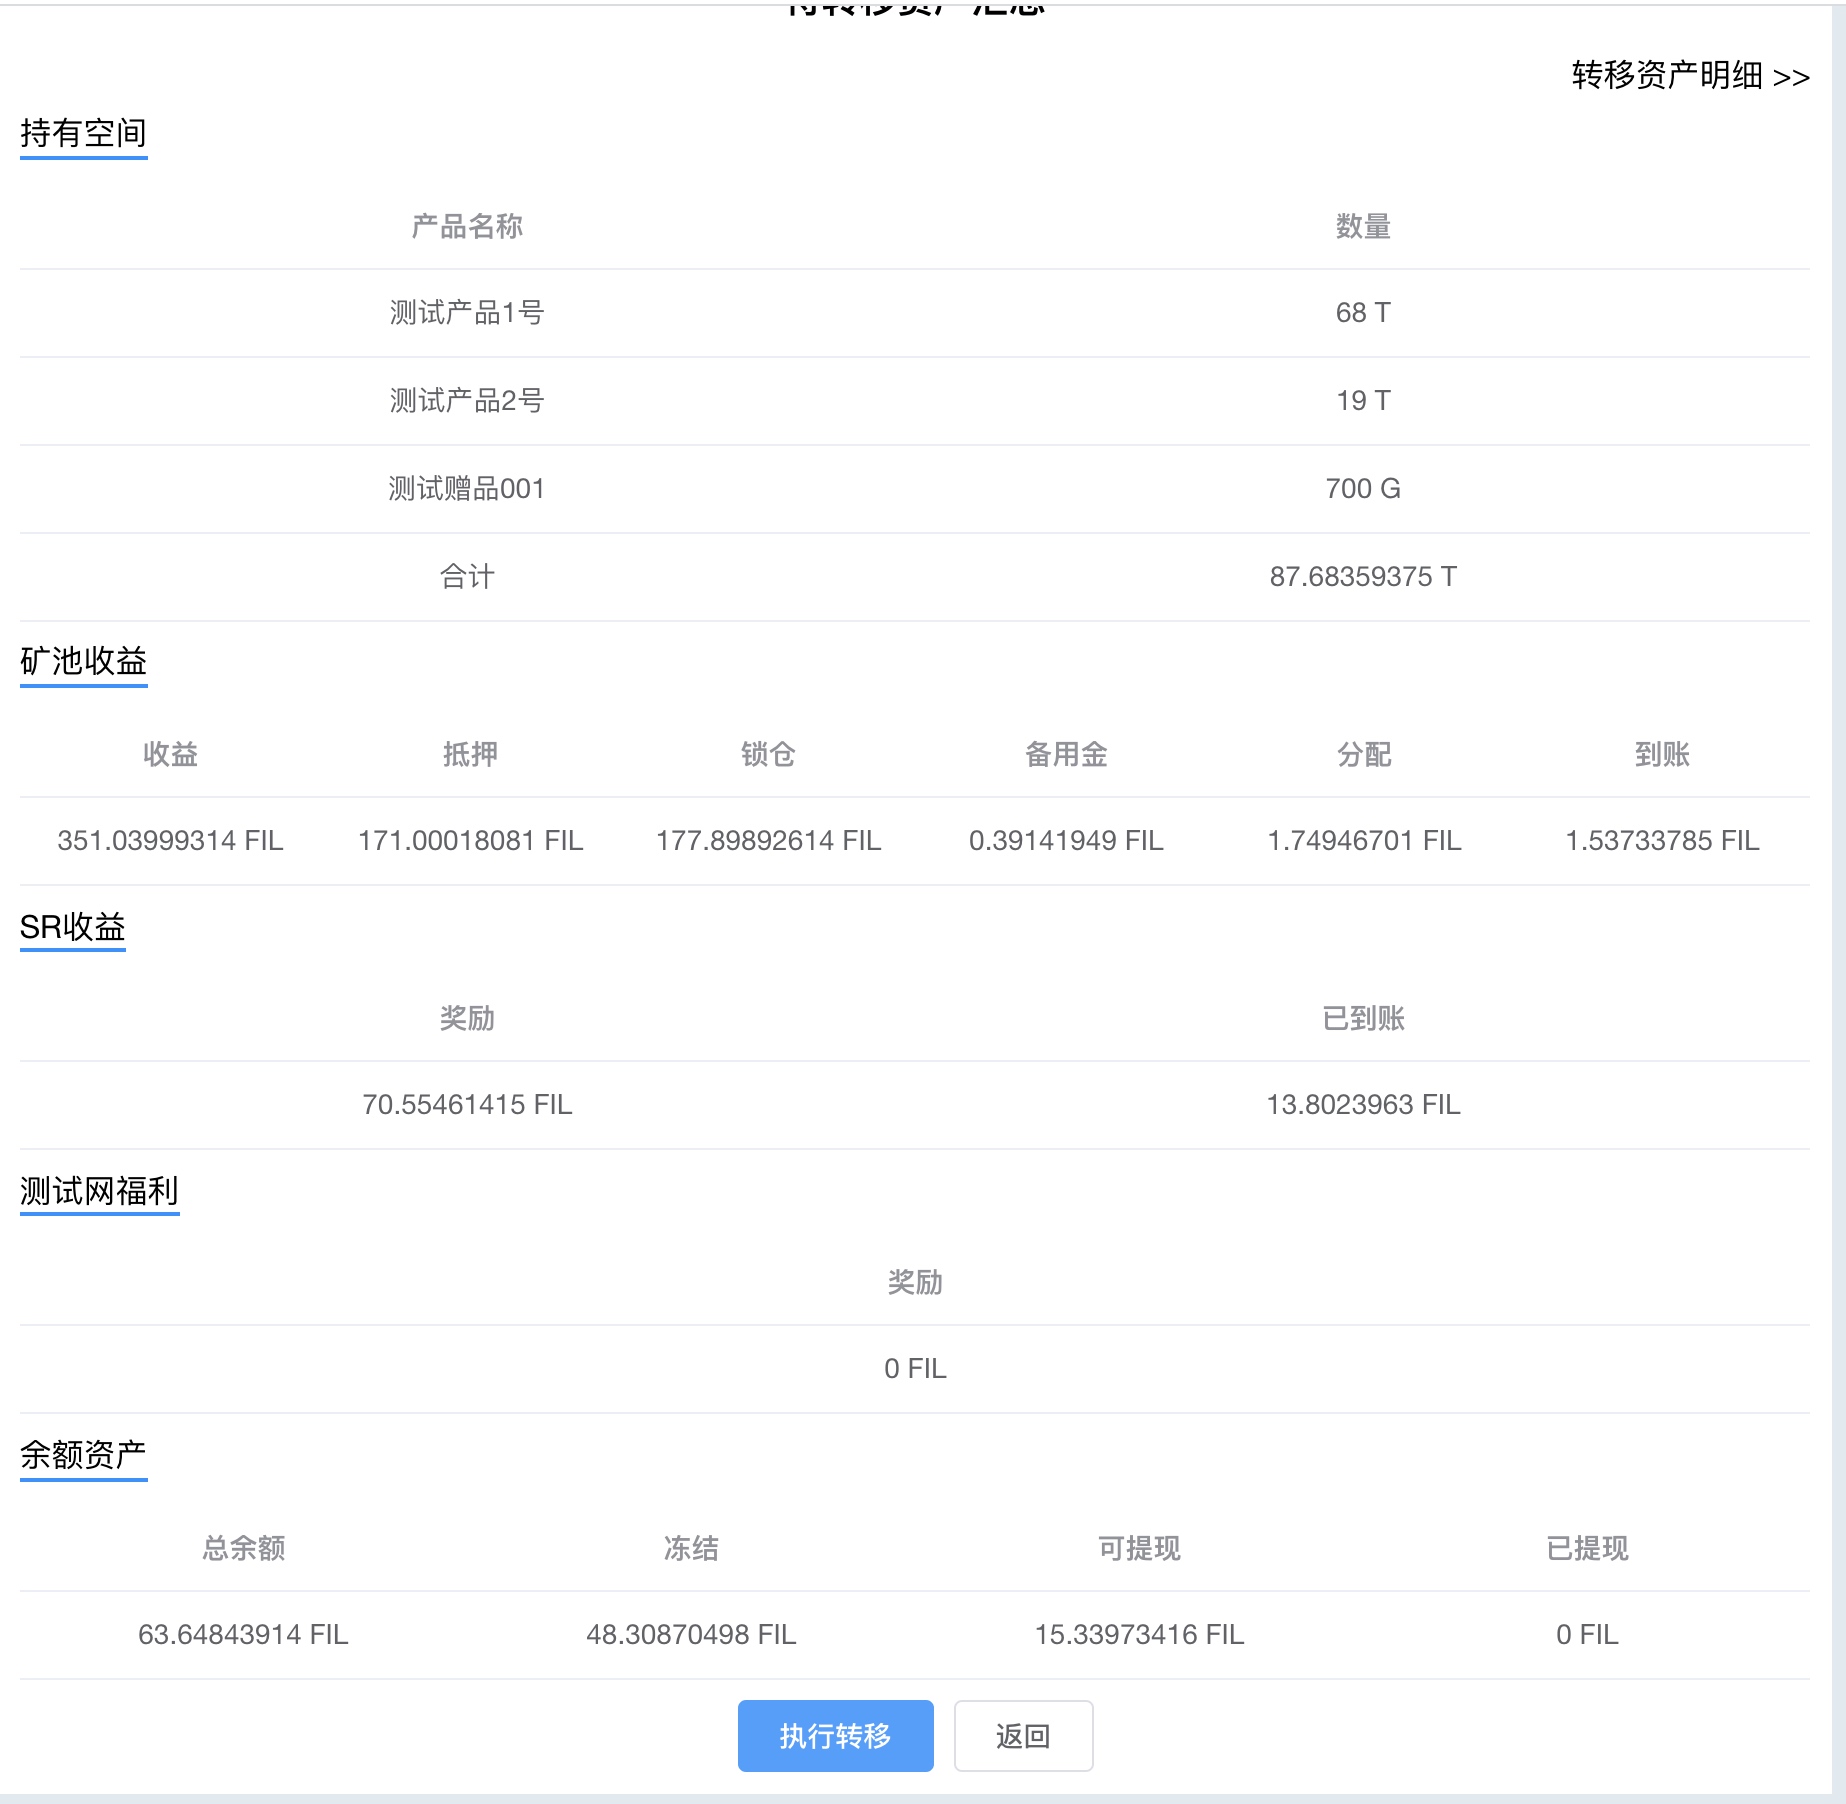 转移资产明细 >>
持有空间
产品名称 数量
测试产品1号 68 T
测试产品2号 19 T
测试赠品001 700 G
合计 87.68359375 T
矿池收益
收益 抵押 锁仓 备用金 分配 到账
351.03999314 FIL 171.00018081 FIL 177.89892614 FIL 0.39141949 FIL 1.74946701 FIL 1.53733785 FIL
SR收益
奖励 已到账
70.55461415 FIL 13.8023963 FIL
测试网福利
奖励
0 FIL
余额资产
总余额 冻结 可提现 已提现
63.64843914 FIL 48.30870498 FIL 15.33973416 FIL 0 FIL
执行转移 返回